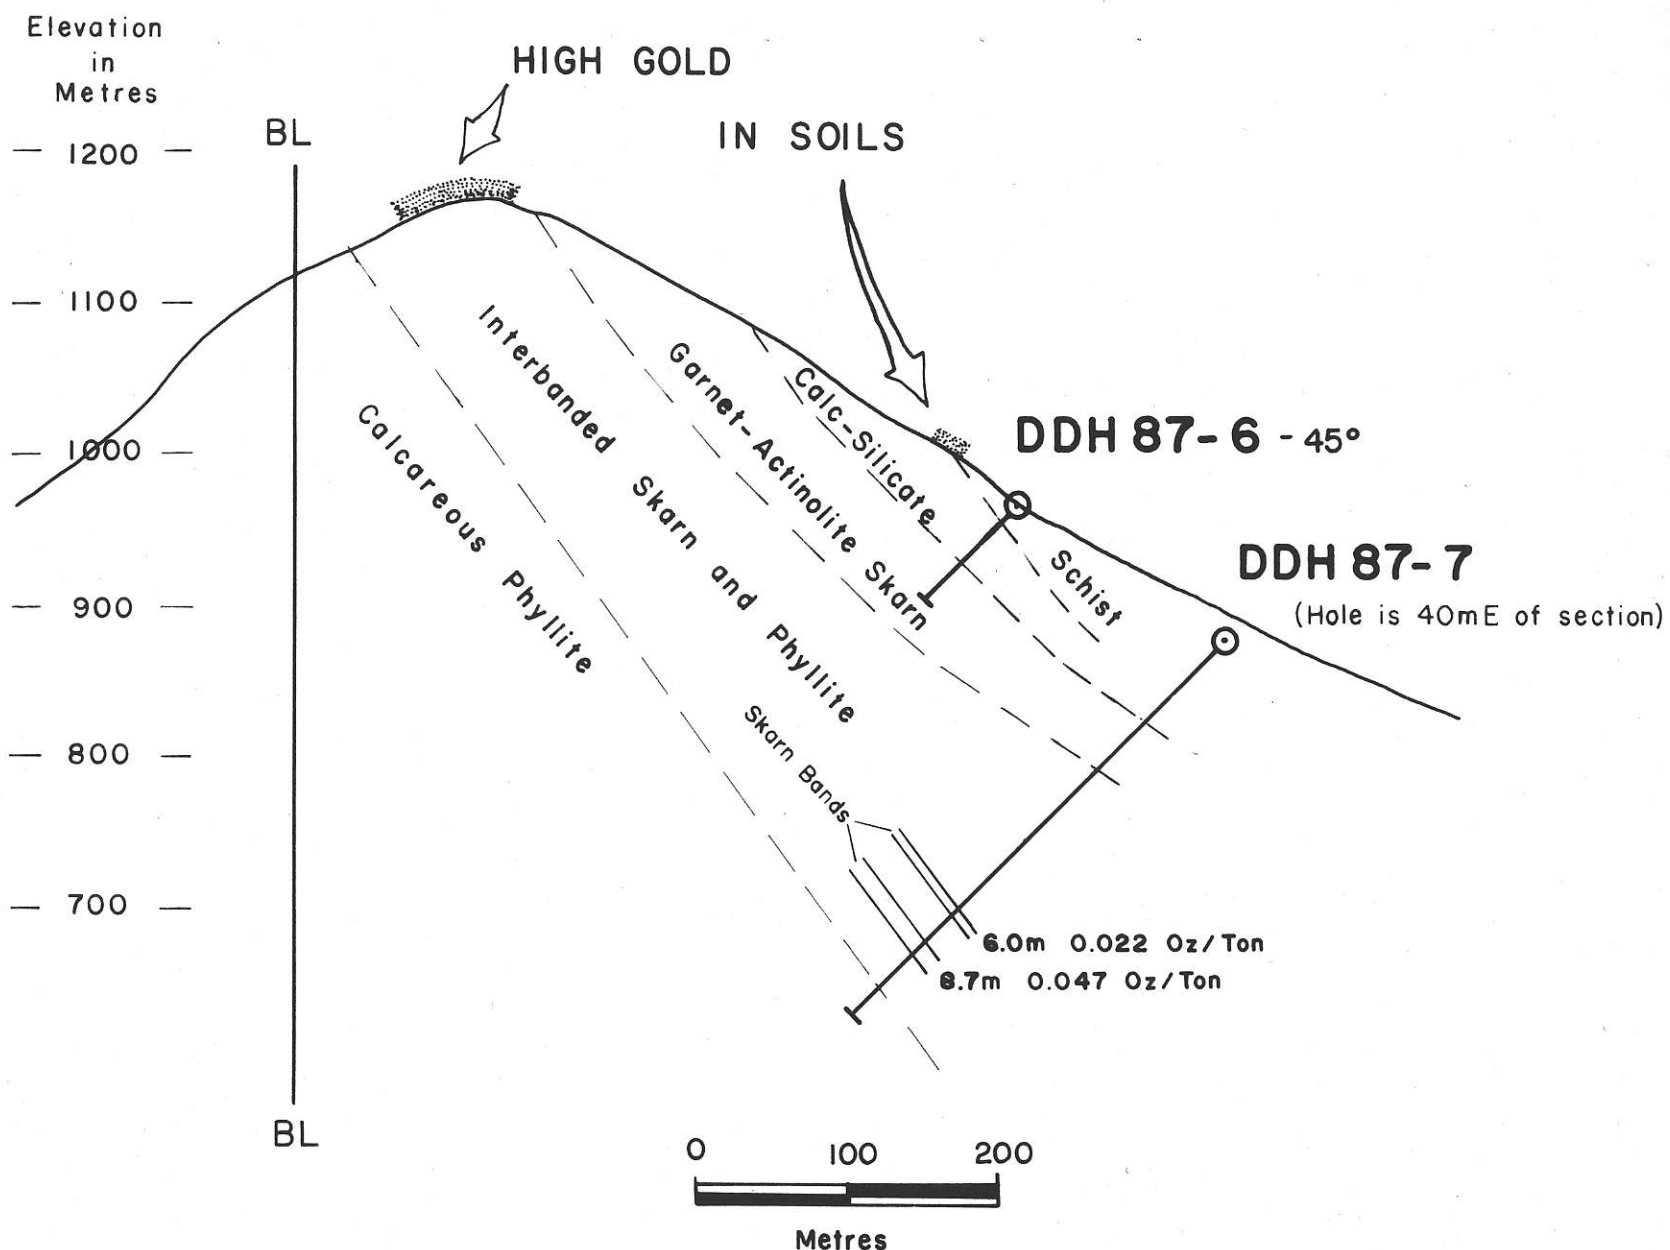 Elevation
in
Metres
HIGH GOLD
IN SOILS
BL
1200
1100
1000
900
800
700
Interbanded Skarn and Phyllite
Garnet-Actinolite Skarn
Calc-Silicate
Calcareous Phyllite
Schist
DDH 87-6 -45°
DDH 87-7
(Hole is 40mE of section)
Skarn Bands
6.0m 0.022 Oz/Ton
6.7m 0.047 Oz/Ton
BL
0 100 200
Metres